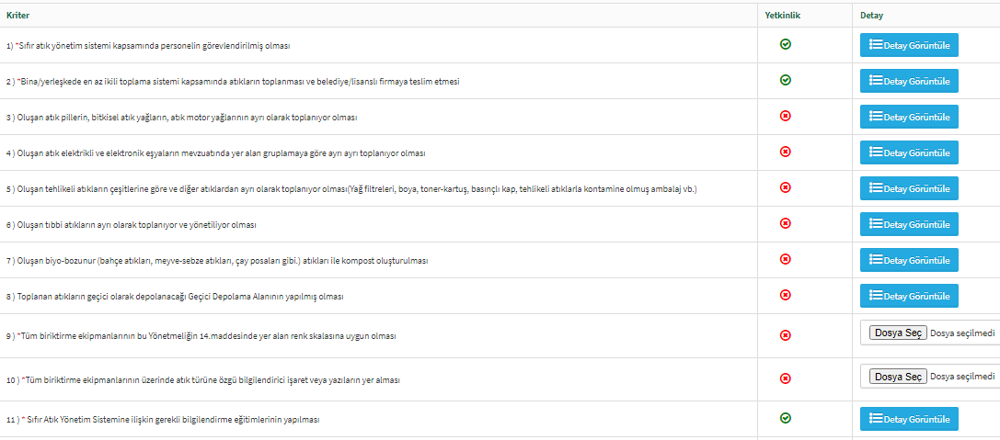 Kriter Yetkinlik Detay
1) *Sıfır atık yönetim sistemi kapsamında personelin görevlendirilmiş olması Detay Görüntüle
2 ) *Bina/yerleşkede en az ikili toplama sistemi kapsamında atıkların toplanması ve belediye/lisanslı firmaya teslim etmesi Detay Görüntüle
3 ) Oluşan atık pillerin, bitkisel atık yağların, atık motor yağlarının ayrı olarak toplanıyor olması Detay Görüntüle
4 ) Oluşan atık elektrikli ve elektronik eşyaların mevzuatında yer alan gruplamaya göre ayrı ayrı toplanıyor olması Detay Görüntüle
5 ) Oluşan tehlikeli atıkların çeşitlerine göre ve diğer atıklardan ayrı olarak toplanıyor olması(Yağ filtreleri, boya, toner-kartuş, basınçlı kap, tehlikeli atıklarla kontamine olmuş ambalaj vb.) Detay Görüntüle
6 ) Oluşan tıbbi atıkların ayrı olarak toplanıyor ve yönetiliyor olması Detay Görüntüle
7 ) Oluşan biyo-bozunur (bahçe atıkları, meyve-sebze atıkları, çay posaları gibi.) atıkları ile kompost oluşturulması Detay Görüntüle
8 ) Toplanan atıkların geçici olarak depolanacağı Geçici Depolama Alanının yapılmış olması Detay Görüntüle
9 ) *Tüm biriktirme ekipmanlarının bu Yönetmeliğin 14.maddesinde yer alan renk skalasına uygun olması Dosya Seç Dosya seçilmedi
10 ) *Tüm biriktirme ekipmanlarının üzerinde atık türüne özgü bilgilendirici işaret veya yazıların yer alması Dosya Seç Dosya seçilmedi
11 ) * Sıfır Atık Yönetim Sistemine ilişkin gerekli bilgilendirme eğitimlerinin yapılması Detay Görüntüle